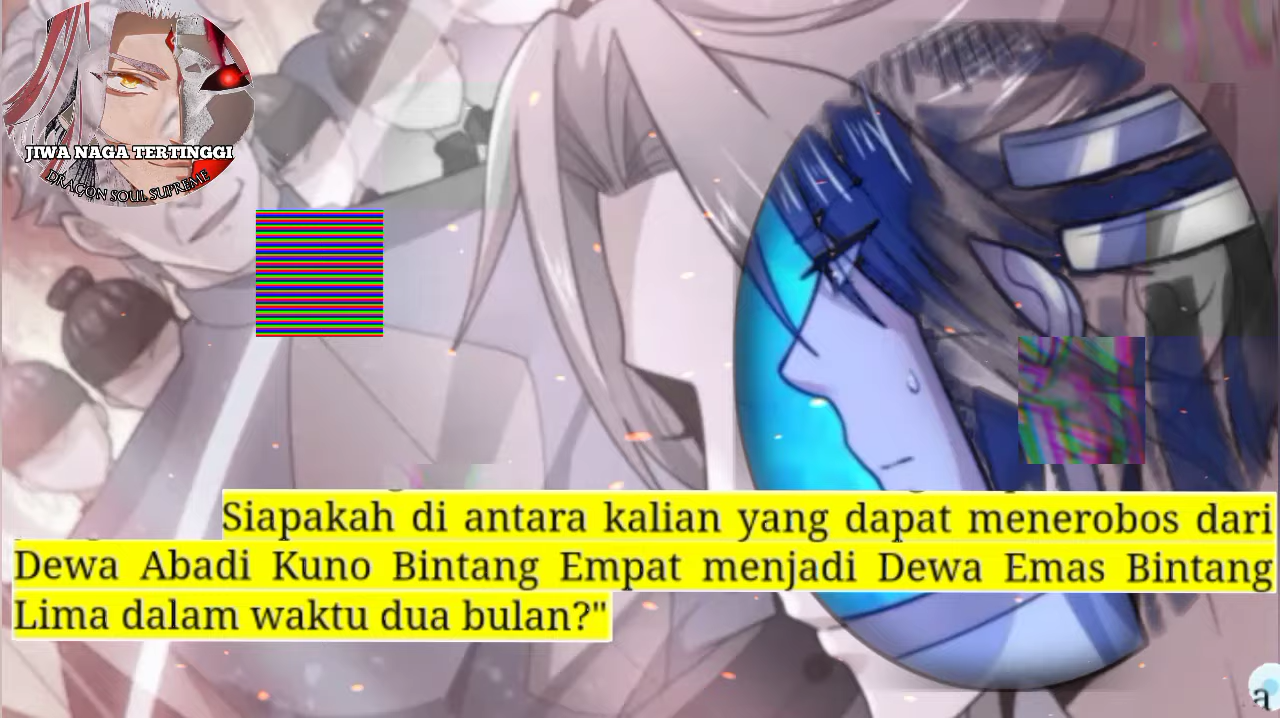 JIWA NAGA TERTINGGI
DRAGON SOUL SUPREME
Siapakah di antara kalian yang dapat menerobos dari
Dewa Abadi Kuno Bintang Empat menjadi Dewa Emas Bintang
Lima dalam waktu dua bulan?"
a